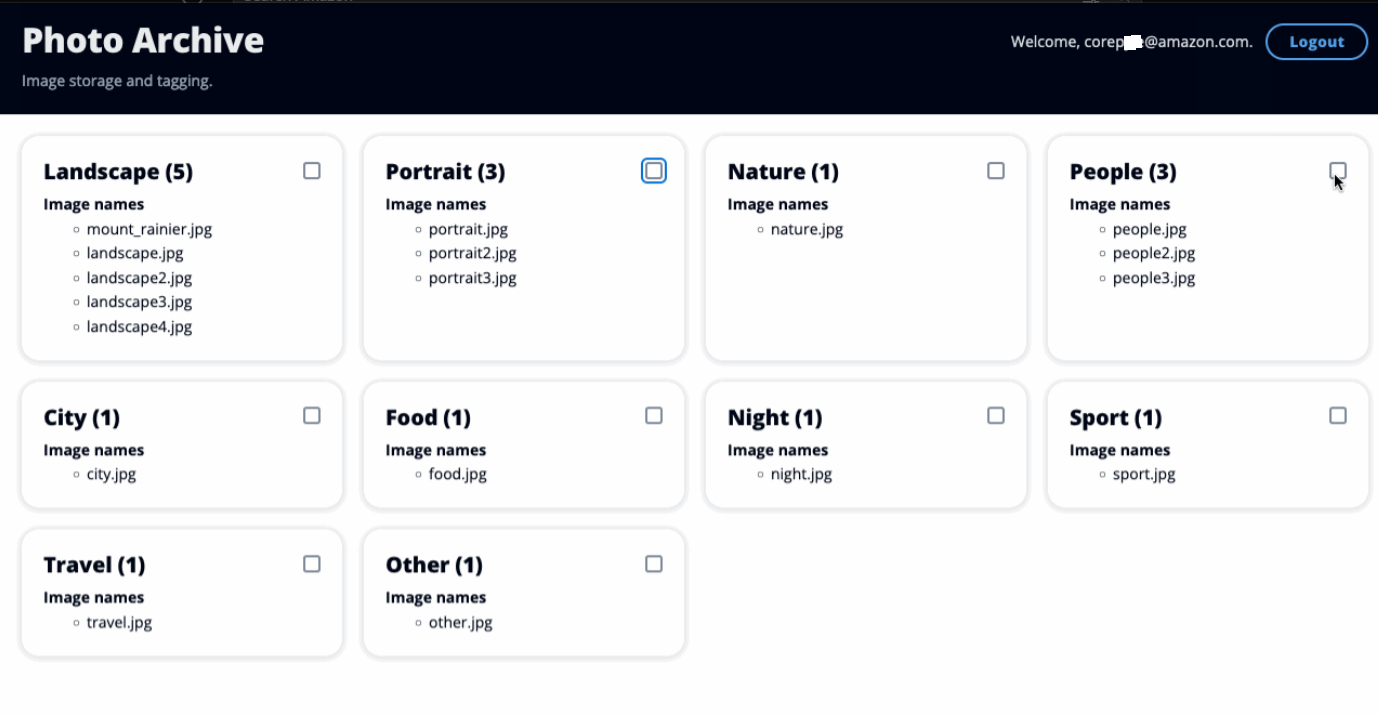 Photo Archive
Welcome, corep e@amazon.com.
Logout
Image storage and tagging.
Landscape (5)
Image names
mount_rainier.jpg
landscape.jpg
landscape2.jpg
landscape3.jpg
landscape4.jpg
Portrait (3)
Image names
portrait.jpg
portrait2.jpg
portrait3.jpg
Nature (1)
Image names
nature.jpg
People (3)
Image names
people.jpg
people2.jpg
people3.jpg
City (1)
Image names
city.jpg
Food (1)
Image names
food.jpg
Night (1)
Image names
night.jpg
Sport (1)
Image names
sport.jpg
Travel (1)
Image names
travel.jpg
Other (1)
Image names
other.jpg